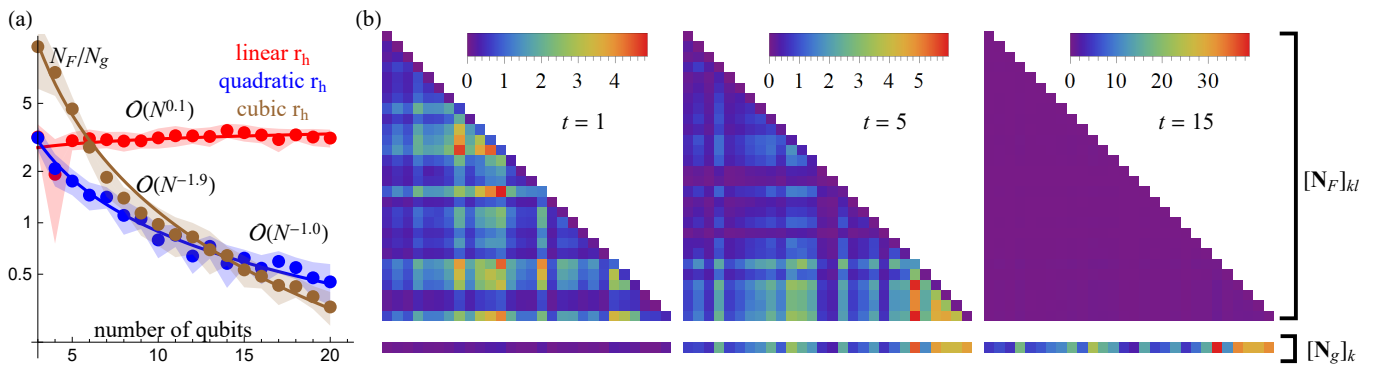 (a)
N_F/N_g
linear r_h
quadratic r_h
cubic r_h
O(N^0.1)
O(N^-1.9)
O(N^-1.0)
5
2
1
0.5
number of qubits
5 10 15 20
(b)
0 1 2 3 4
t = 1
0 1 2 3 4 5
t = 5
0 10 20 30
t = 15
[N_F]_kl
[N_g]_k